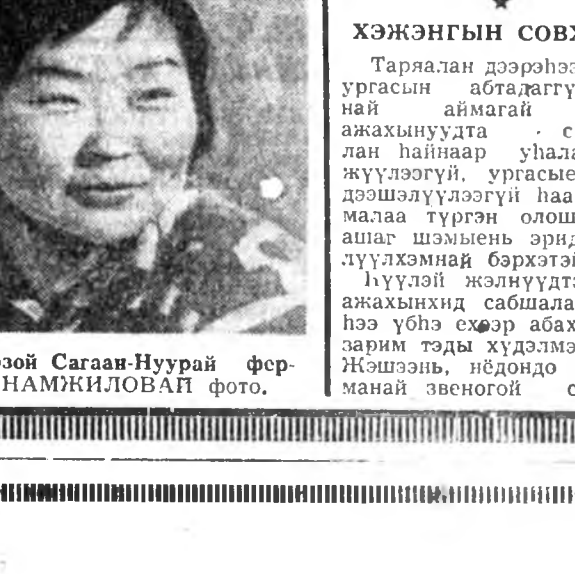 зой Сагаан-Нуурай фер-
НАМЖИЛОВАЙ фото.
ХЭЖЭНГЫН СОВХ
Таряалан дээрэһээ
ургасын абтадаггү
най аймагай
ажахынуудта с
лан һайнаар уһала
жүүлээгүй, ургасые
дээшэлүүлээгүй һаа
малаа түргэн олош
ашаг шэмыень эрид
лүүлхэмнай бэрхэтэй
Һүүлэй жэлнүүдтэ
ажахынхид сабшала
һээ үбһэ ехээр абах
зарим тэды хүдэлмэ
Жэшээнь, нёдондо
манай звеногой с